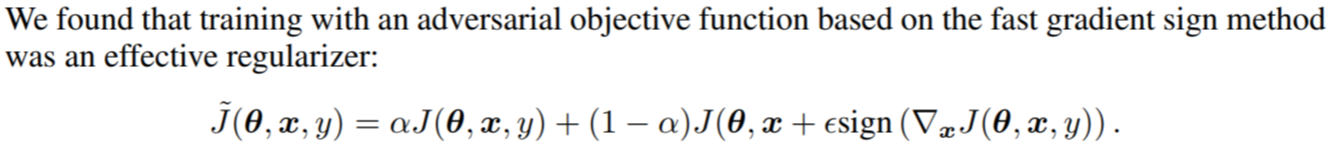 We found that training with an adversarial objective function based on the fast gradient sign method
was an effective regularizer:
J̃(θ, x, y) = αJ(θ, x, y) + (1 − α)J(θ, x + ϵsign (∇ₓJ(θ, x, y)) .